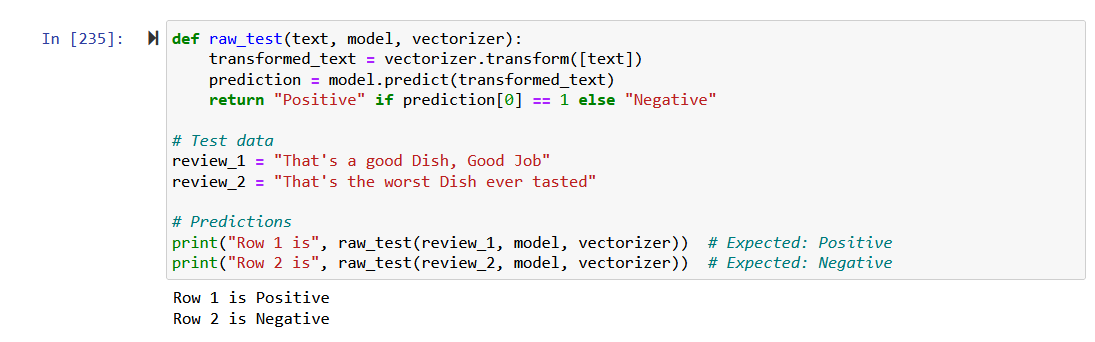 In [235]:
def raw_test(text, model, vectorizer):
    transformed_text = vectorizer.transform([text])
    prediction = model.predict(transformed_text)
    return "Positive" if prediction[0] == 1 else "Negative"

# Test data
review_1 = "That's a good Dish, Good Job"
review_2 = "That's the worst Dish ever tasted"

# Predictions
print("Row 1 is", raw_test(review_1, model, vectorizer))  # Expected: Positive
print("Row 2 is", raw_test(review_2, model, vectorizer))  # Expected: Negative
Row 1 is Positive
Row 2 is Negative